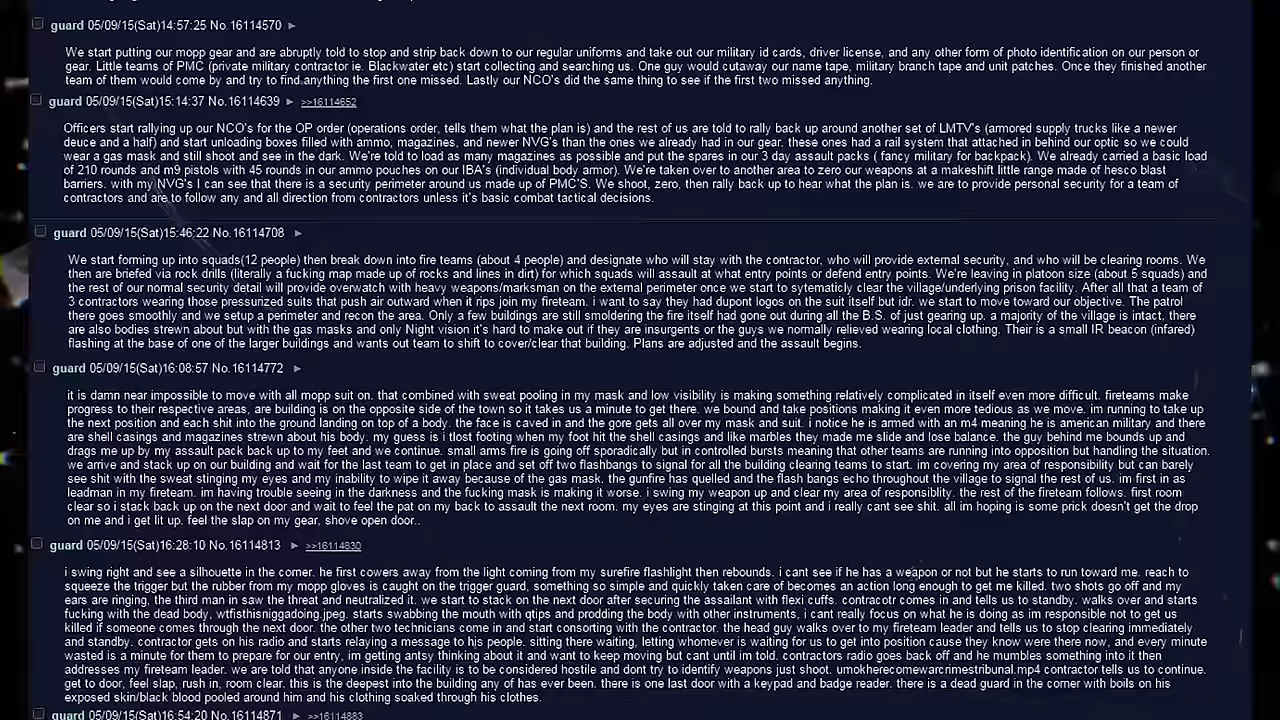 guard 05/09/15(Sat)14:57:25 No.16114570 ►
We start putting our mopp gear and are abruptly told to stop and strip back down to our regular uniforms and take out our military id cards, driver license, and any other form of photo identification on our person or
gear. Little teams of PMC (private military contractor ie. Blackwater etc) start collecting and searching us. One guy would cutaway our name tape, military branch tape and unit patches. Once they finished another
team of them would come by and try to find anything the first one missed. Lastly our NCO's did the same thing to see if the first two missed anything.
guard 05/09/15(Sat)15:14:37 No.16114639 ► >>16114652
Officers start rallying up our NCO's for the OP order (operations order, tells them what the plan is) and the rest of us are told to rally back up around another set of LMTV's (armored supply trucks like a newer
deuce and a half) and start unloading boxes filled with ammo, magazines, and newer NVG's than the ones we already had in our gear. these ones had a rail system that attached in behind our optic so we could
wear a gas mask and still shoot and see in the dark. We're told to load as many magazines as possible and put the spares in our 3 day assault packs ( fancy military for backpack). We already carried a basic load
of 210 rounds and m9 pistols with 45 rounds in our ammo pouches on our IBA's (individual body armor). We're taken over to another area to zero our weapons at a makeshift little range made of hesco blast
barriers. with my NVG's I can see that there is a security perimeter around us made up of PMC'S. We shoot, zero, then rally back up to hear what the plan is. we are to provide personal security for a team of
contractors and are to follow any and all direction from contractors unless it's basic combat tactical decisions.
guard 05/09/15(Sat)15:46:22 No.16114708 ►
We start forming up into squads(12 people) then break down into fire teams (about 4 people) and designate who will stay with the contractor, who will provide external security, and who will be clearing rooms. We
then are briefed via rock drills (literally a fucking map made up of rocks and lines in dirt) for which squads will assault at what entry points or defend entry points. We're leaving in platoon size (about 5 squads) and
the rest of our normal security detail will provide overwatch with heavy weapons/marksman on the external perimeter once we start to sytematicly clear the village/underlying prison facility. After all that a team of
3 contractors wearing those pressurized suits that push air outward when it rips join my fireteam. i want to say they had dupont logos on the suit itself but idr. we start to move toward our objective. The patrol
there goes smoothly and we setup a perimeter and recon the area. Only a few buildings are still smoldering the fire itself had gone out during all the B.S. of just gearing up. a majority of the village is intact, there
are also bodies strewn about but with the gas masks and only Night vision it's hard to make out if they are insurgents or the guys we normally relieved wearing local clothing. Their is a small IR beacon (infared)
flashing at the base of one of the larger buildings and wants out team to shift to cover/clear that building. Plans are adjusted and the assault begins.
guard 05/09/15(Sat)16:08:57 No.16114772 ►
it is damn near impossible to move with all mopp suit on. that combined with sweat pooling in my mask and low visibility is making something relatively complicated in itself even more difficult. fireteams make
progress to their respective areas, are building is on the opposite side of the town so it takes us a minute to get there. we bound and take positions making it even more tedious as we move. im running to take up
the next position and each shit into the ground landing on top of a body. the face is caved in and the gore gets all over my mask and suit. i notice he is armed with an m4 meaning he is american military and there
are shell casings and magazines strewn about his body. my guess is i tlost footing when my foot hit the shell casings and like marbles they made me slide and lose balance. the guy behind me bounds up and
drags me up by my assault pack back up to my feet and we continue. small arms fire is going off sporadically but in controlled bursts meaning that other teams are running into opposition but handling the situation.
we arrive and stack up on our building and wait for the last team to get in place and set off two flashbangs to signal for all the building clearing teams to start. im covering my area of responsibility but can barely
see shit with the sweat stinging my eyes and my inability to wipe it away because of the gas mask. the gunfire has quelled and the flash bangs echo throughout the village to signal the rest of us. im first in as
leadman in my fireteam. im having trouble seeing in the darkness and the fucking mask is making it worse. i swing my weapon up and clear my area of responsiblity. the rest of the fireteam follows. first room
clear so i stack back up on the next door and wait to feel the pat on my back to assault the next room. my eyes are stinging at this point and i really cant see shit. all im hoping is some prick doesn't get the drop
on me and i get lit up. feel the slap on my gear, shove open door..
guard 05/09/15(Sat)16:28:10 No.16114813 ► >>16114830
i swing right and see a silhouette in the corner. he first cowers away from the light coming from my surefire flashlight then rebounds. i cant see if he has a weapon or not but he starts to run toward me. reach to
squeeze the trigger but the rubber from my mopp gloves is caught on the trigger guard, something so simple and quickly taken care of becomes an action long enough to get me killed. two shots go off and my
ears are ringing, the third man in saw the threat and neutralized it. we start to stack on the next door after securing the assailant with flexi cuffs. contracotr comes in and tells us to standby. walks over and starts
fucking with the dead body, wtfisthisniggadoing.jpeg. starts swabbing the mouth with qtips and prodding the body with other instruments, i cant really focus on what he is doing as im responsible not to get us
killed if someone comes through the next door. the other two technicians come in and start consorting with the contractor. the head guy walks over to my fireteam leader and tells us to stop clearing immediately
and standby. contractor gets on his radio and starts relaying a message to his people. sitting there waiting, letting whomever is waiting for us to get into position cause they know were there now, and every minute
wasted is a minute for them to prepare for our entry, im getting antsy thinking about it and want to keep moving but cant until im told. contractors radio goes back off and he mumbles something into it then
addresses my fireteam leader. we are told that anyone inside the facility is to be considered hostile and dont try to identify weapons just shoot. umokherecomewarcrimestribunal.mp4 contractor tells us to continue.
get to door, feel slap, rush in, room clear. this is the deepest into the building any of has ever been. there is one last door with a keypad and badge reader. there is a dead guard in the corner with boils on his
exposed skin/black blood pooled around him and his clothing soaked through his clothes.
guard 05/09/15(Sat)16:54:20 No.16114871 ► >>16114883